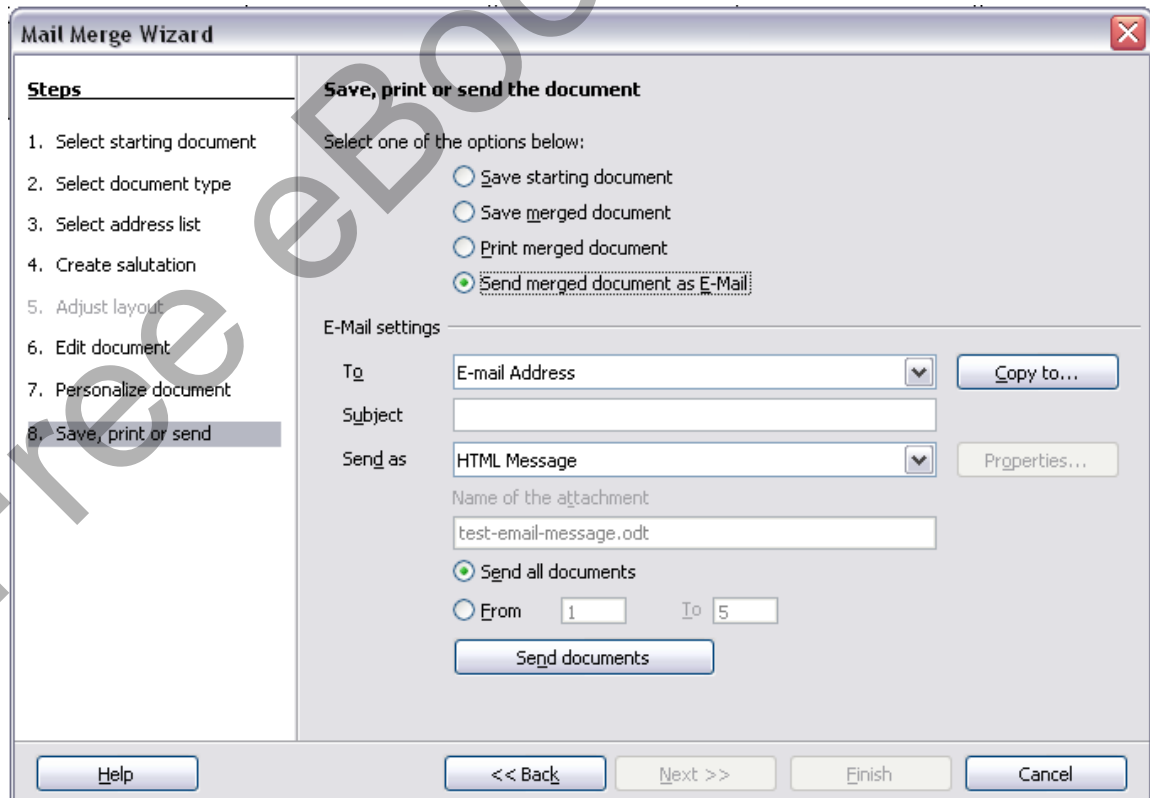 Mail Merge Wizard
Steps
1. Select starting document
2. Select document type
3. Select address list
4. Create salutation
5. Adjust layout
6. Edit document
7. Personalize document
8. Save, print or send
Save, print or send the document
Select one of the options below:
Save starting document
Save merged document
Print merged document
Send merged document as E-Mail
E-Mail settings
To E-mail Address Copy to...
Subject
Send as HTML Message Properties...
Name of the attachment
test-email-message.odt
Send all documents
From 1 To 5
Send documents
Help << Back Next >> Finish Cancel
Free eBoo